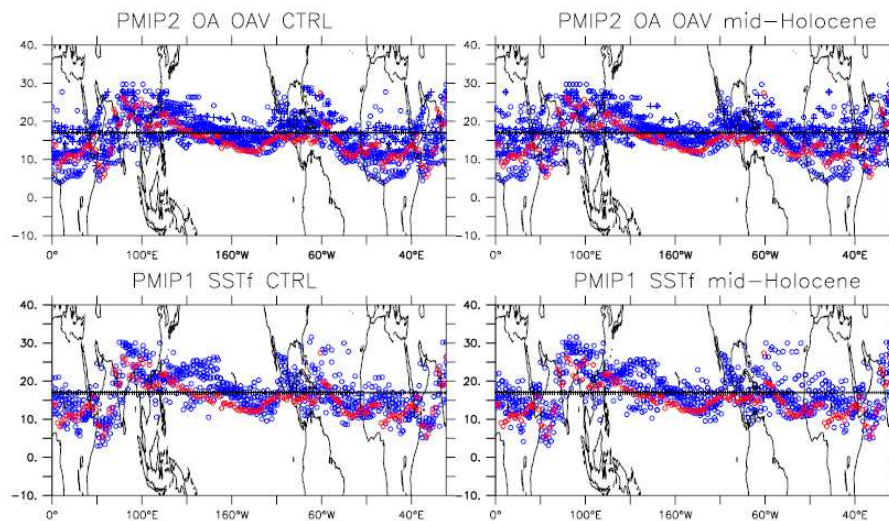 PMIP2 OA OAV CTRL
PMIP2 OA OAV mid-Holocene
40.
30.
20.
10.
0.
-10.
0°
100°E
160°W
60°W
40°E
40.
30.
20.
10.
0.
-10.
0°
100°E
160°W
60°W
40°E
PMIP1 SSTf CTRL
PMIP1 SSTf mid-Holocene
40.
30.
20.
10.
0.
-10.
0°
100°E
160°W
60°W
40°E
40.
30.
20.
10.
0.
-10.
0°
100°E
160°W
60°W
40°E